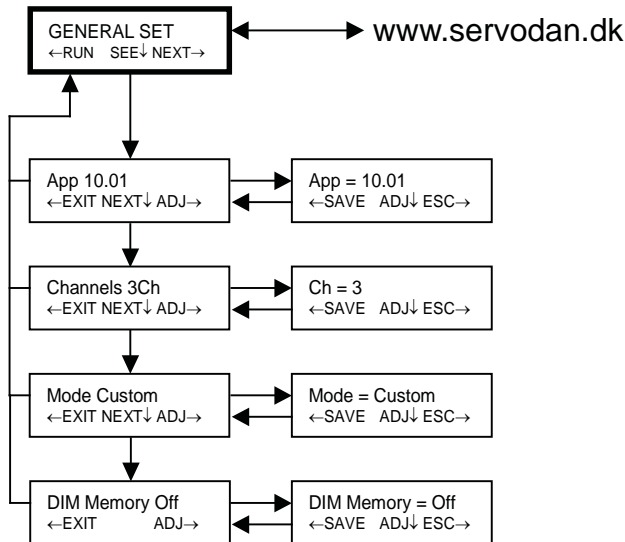 GENERAL SET
←RUN SEE↓ NEXT→
www.servodan.dk
App 10.01
←EXIT NEXT↓ ADJ→
App = 10.01
←SAVE ADJ↓ ESC→
Channels 3Ch
←EXIT NEXT↓ ADJ→
Ch = 3
←SAVE ADJ↓ ESC→
Mode Custom
←EXIT NEXT↓ ADJ→
Mode = Custom
←SAVE ADJ↓ ESC→
DIM Memory Off
←EXIT ADJ→
DIM Memory = Off
←SAVE ADJ↓ ESC→